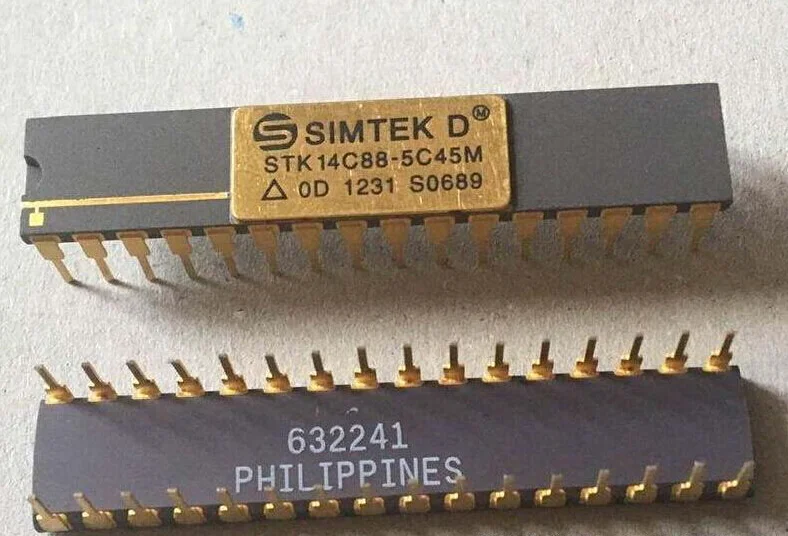 SIMTEK D Ⓜ
STK14C88-5C45M
△ 0D 1231 S0689
632241
PHILIPPINES